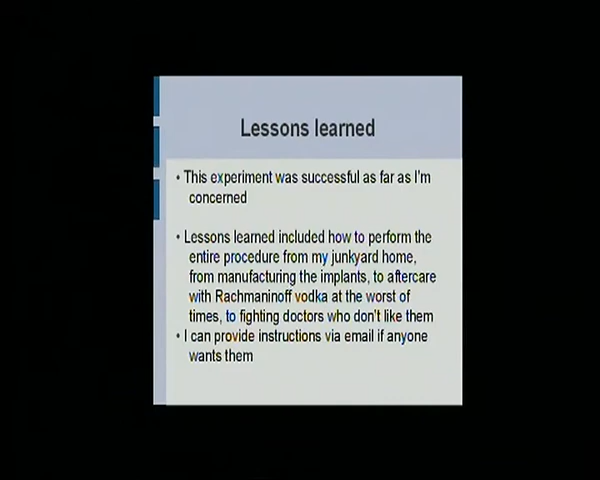 Lessons learned
• This experiment was successful as far as I'm
concerned
• Lessons learned included how to perform the
entire procedure from my junkyard home,
from manufacturing the implants, to aftercare
with Rachmaninoff vodka at the worst of
times, to fighting doctors who don't like them
• I can provide instructions via email if anyone
wants them